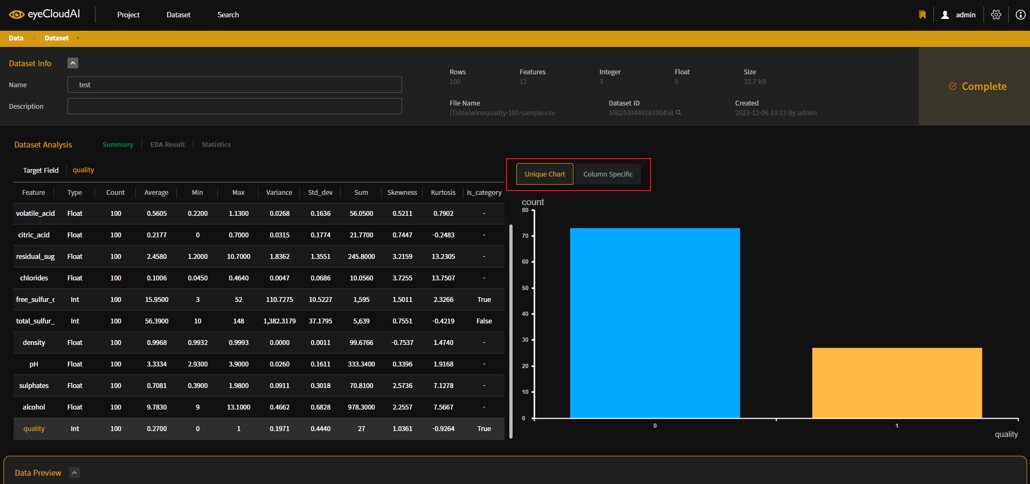 eyeCloudAI Project Dataset Search admin
Data Dataset
Dataset Info
Name test
Description
Rows Features Integer Float Size
100 12 3 9 33.7 kB
File Name Dataset ID Created
[Table]winequality-100-sample.csv 100253044918190458 2023-12-06 10:13 By admin
Complete
Dataset Analysis Summary EDA Result Statistics
Target Field quality
Unique Chart Column Specific
Feature Type Count Average Min Max Variance Std_dev Sum Skewness Kurtosis Is_category
volatile_acid Float 100 0.5605 0.2200 1.1300 0.0268 0.1636 56.0500 0.5211 0.7902 -
citric_acid Float 100 0.2177 0 0.7000 0.0315 0.1774 21.7700 0.7447 -0.2483 -
residual_sug Float 100 2.4580 1.2000 10.7000 1.8362 1.3551 245.8000 3.2159 13.2305 -
chlorides Float 100 0.1006 0.0450 0.4640 0.0047 0.0686 10.0560 3.7255 13.7507 -
free_sulfur_c Int 100 15.9500 3 52 110.7275 10.5227 1,595 1.5011 2.3266 True
total_sulfur_ Int 100 56.3900 10 148 1,382.3179 37.1795 5,639 0.7551 -0.4219 False
density Float 100 0.9968 0.9932 0.9993 0.0000 0.0011 99.6766 -0.7537 1.4740 -
pH Float 100 3.3334 2.9300 3.9000 0.0260 0.1611 333.3400 0.3396 1.9168 -
sulphates Float 100 0.7081 0.3900 1.9800 0.0911 0.3018 70.8100 2.5736 7.1278 -
alcohol Float 100 9.7830 9 13.1000 0.4662 0.6828 978.3000 2.2557 7.5667 -
quality Int 100 0.2700 0 1 0.1971 0.4440 27 1.0361 -0.9264 True
count
80
70
60
50
40
30
20
10
0
0 1
quality
Data Preview